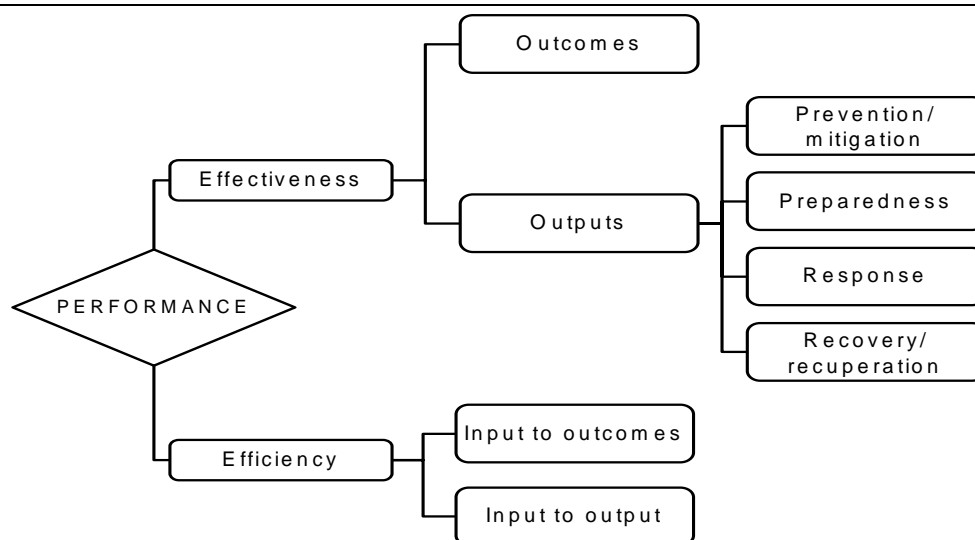 Outcomes
Prevention/
mitigation
Effectiveness
Preparedness
Outputs
Response
PERFORMANCE
Recovery/
recuperation
Input to outcomes
Efficiency
Input to output